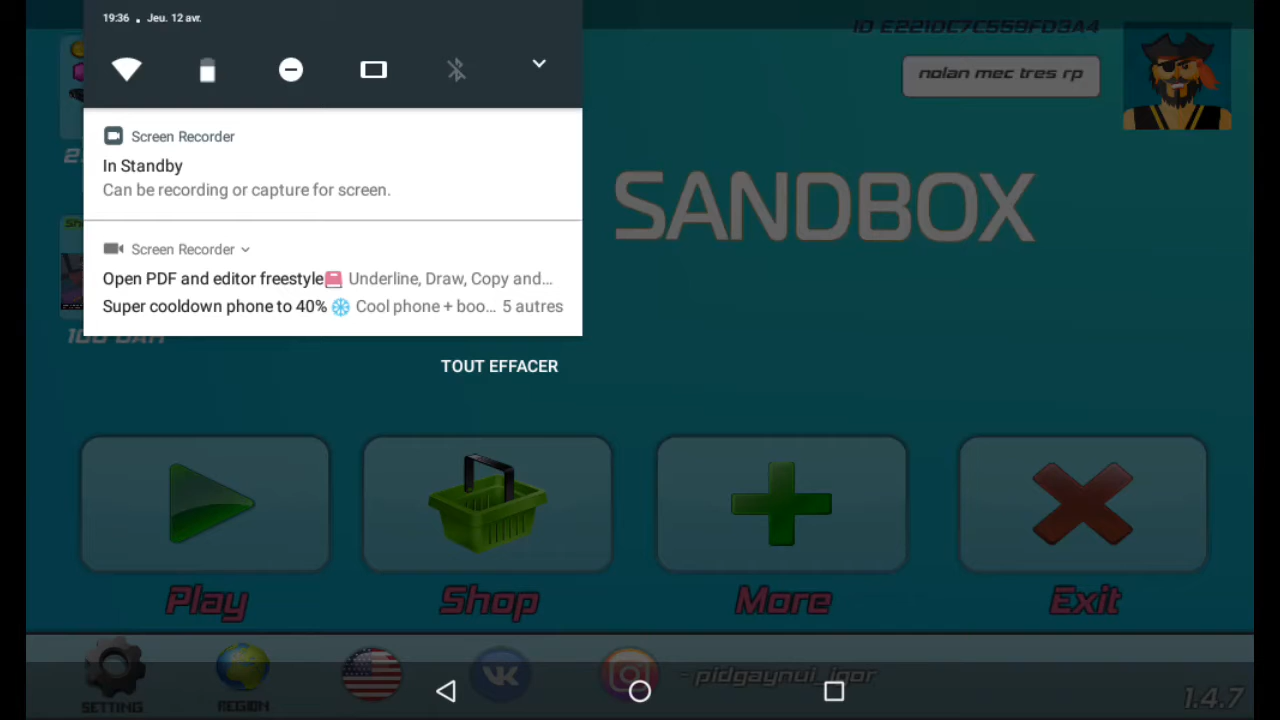 19:36 • Jeu. 12 avr.
ID E221DC7C559FD3A4
nolan mec tres rp
Screen Recorder
In Standby
Can be recording or capture for screen.
SANDBOX
Screen Recorder
Open PDF and editor freestyle Underline, Draw, Copy and...
Super cooldown phone to 40% Cool phone + boo... 5 autres
TOUT EFFACER
Play
Shop
More
Exit
SETTING
REGION
- pidgaynui_igor
1.4.7